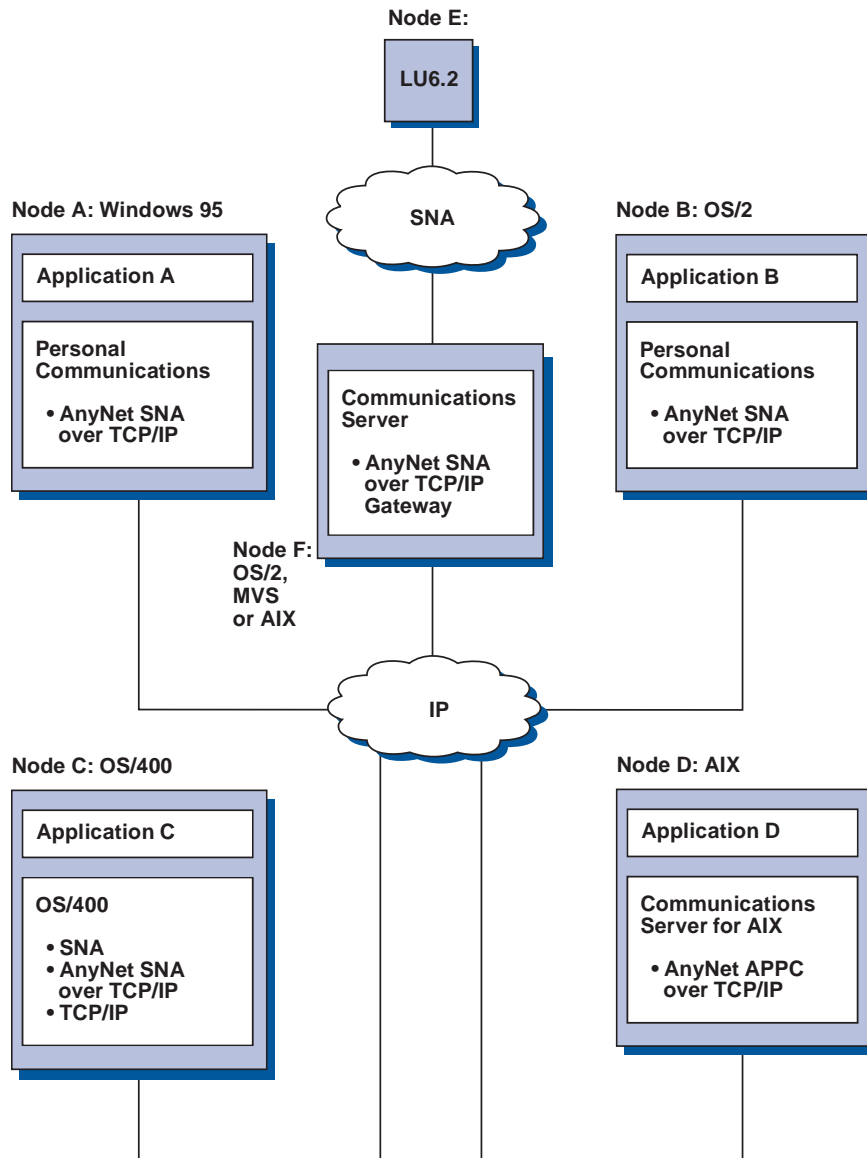 Node E:
LU6.2
SNA
Node A: Windows 95
Application A
Personal
Communications
• AnyNet SNA
over TCP/IP
Communications
Server
• AnyNet SNA
over TCP/IP
Gateway
Node F:
OS/2,
MVS
or AIX
Node B: OS/2
Application B
Personal
Communications
• AnyNet SNA
over TCP/IP
IP
Node C: OS/400
Application C
OS/400
• SNA
• AnyNet SNA
over TCP/IP
• TCP/IP
Node D: AIX
Application D
Communications
Server for AIX
• AnyNet APPC
over TCP/IP